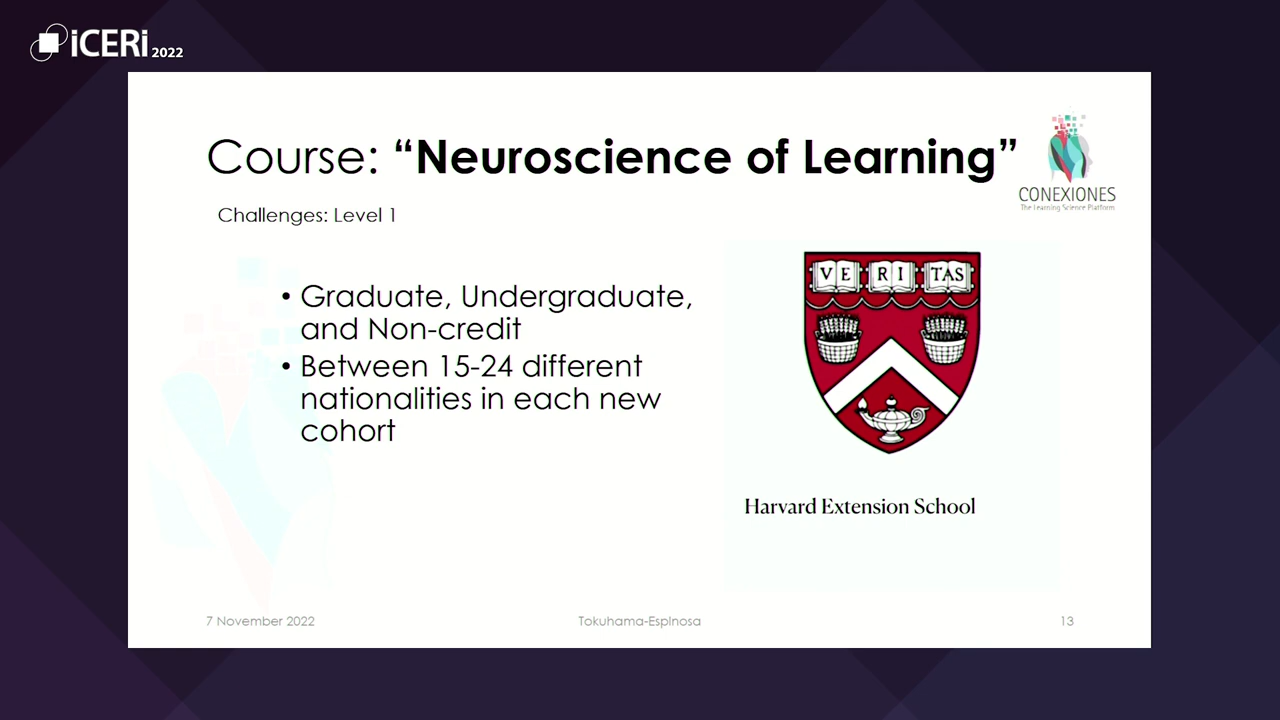 iCERi 2022
Course: “Neuroscience of Learning”
CONEXIONES
The Learning Science Platform
Challenges: Level 1
• Graduate, Undergraduate,
and Non-credit
• Between 15-24 different
nationalities in each new
cohort
VE RI TAS
Harvard Extension School
7 November 2022
Tokuhama-Espinosa
13